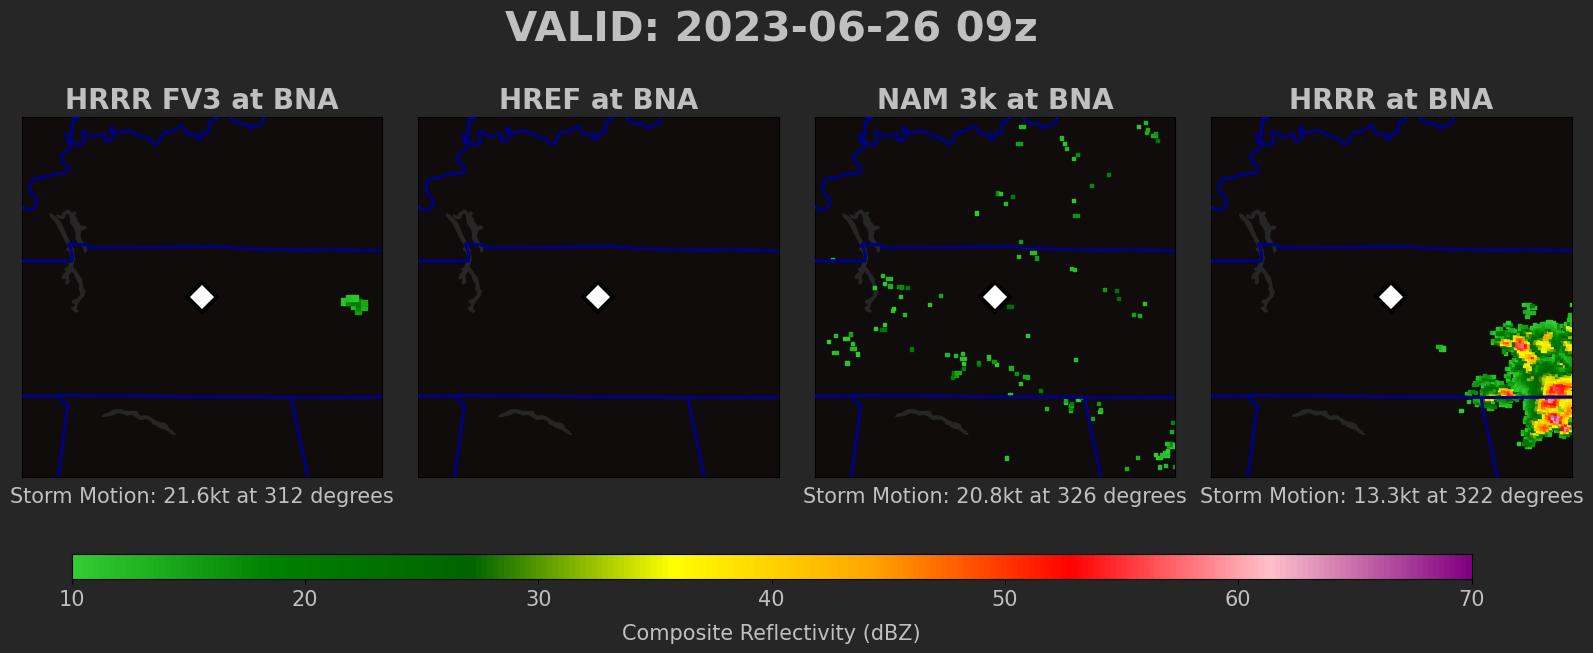 VALID: 2023-06-26 09z
HRRR FV3 at BNA
HREF at BNA
NAM 3k at BNA
HRRR at BNA
Storm Motion: 21.6kt at 312 degrees
Storm Motion: 20.8kt at 326 degrees
Storm Motion: 13.3kt at 322 degrees
10 20 30 40 50 60 70
Composite Reflectivity (dBZ)